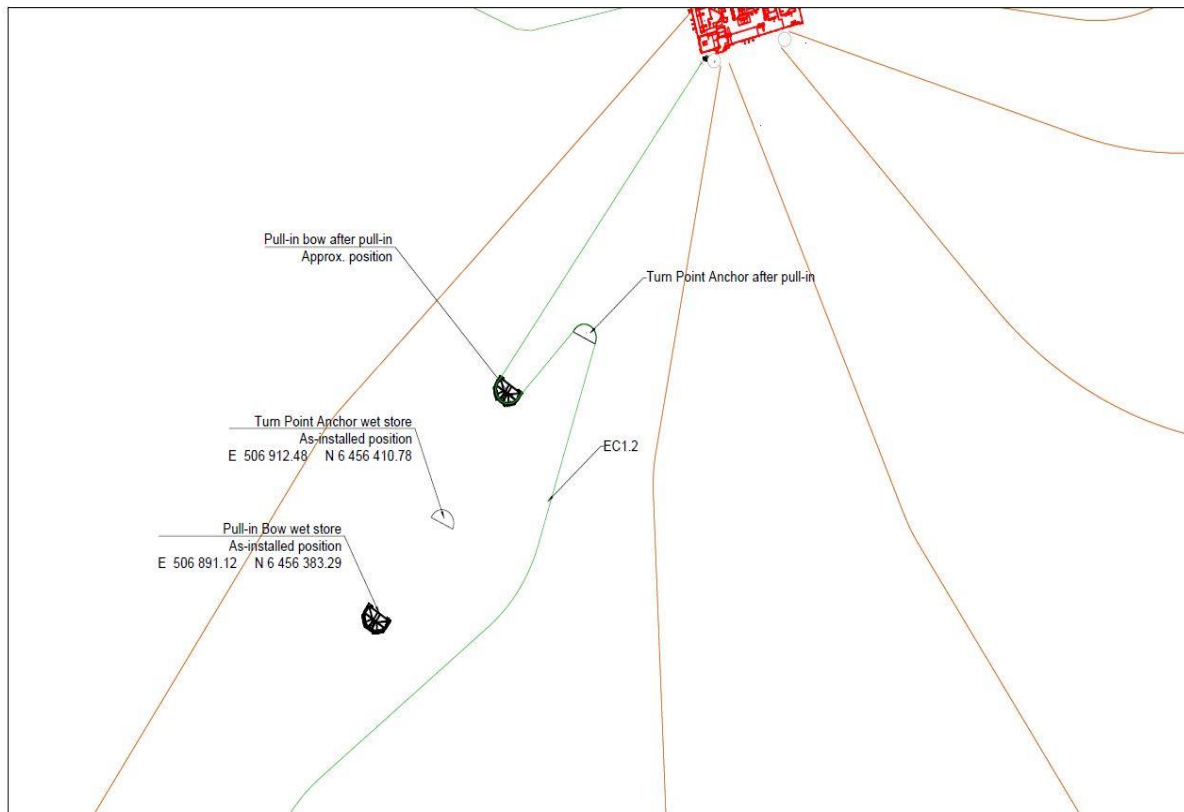 Pull-in bow after pull-in
Approx. position
Turn Point Anchor after pull-in
Turn Point Anchor wet store
As-installed position
E 506 912.48 N 6 456 410.78
EC1.2
Pull-in Bow wet store
As-installed position
E 506 891.12 N 6 456 383.29